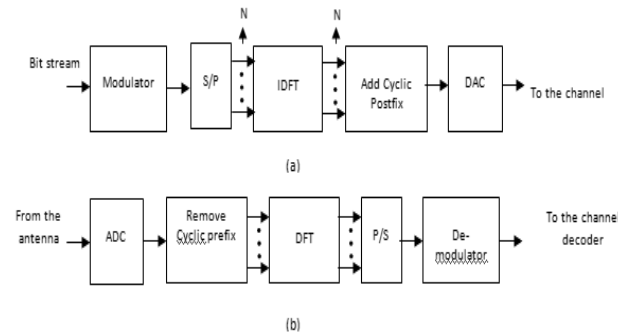 N
N
Bit stream
Modulator
S/P
IDFT
Add Cyclic
Postfix
DAC
To the channel
(a)
From the
antenna
ADC
Remove
Cyclic prefix
DFT
P/S
De-
modulator
To the channel
decoder
(b)